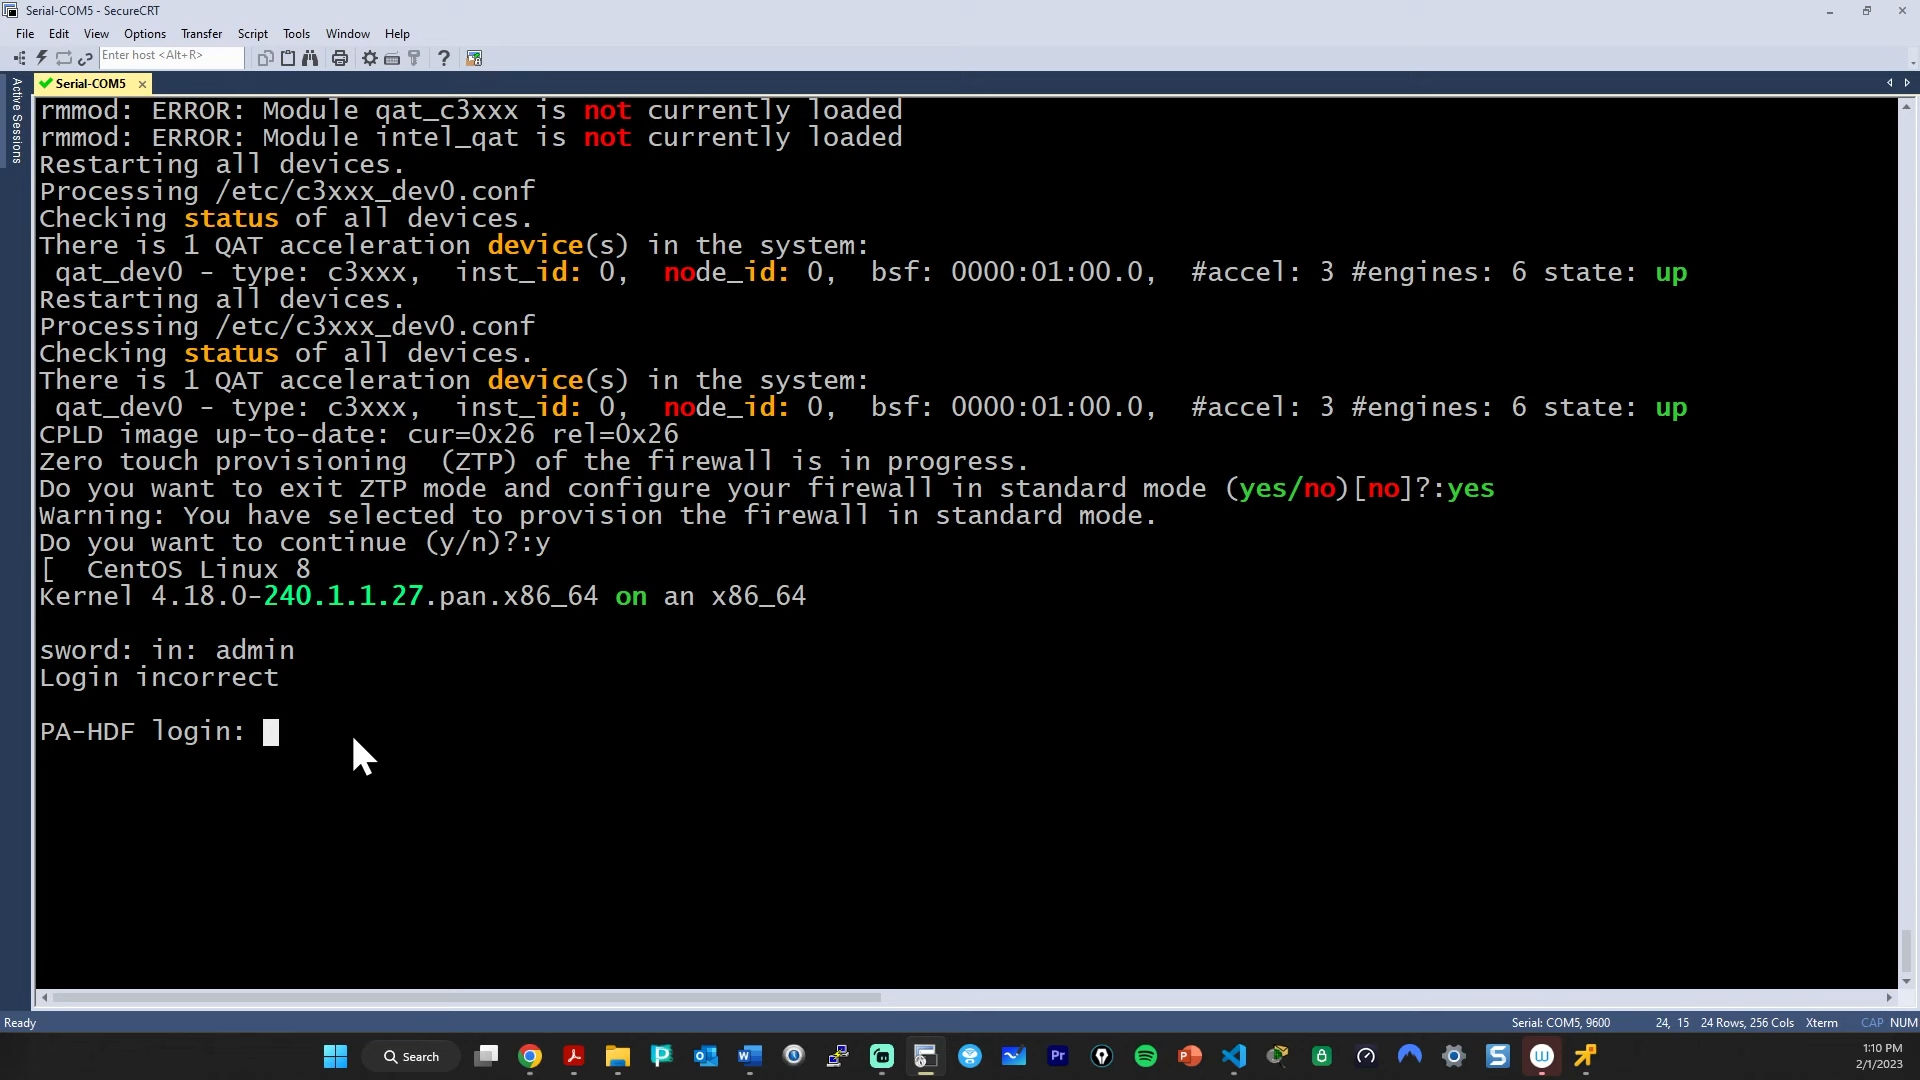 Serial-COM5 - SecureCRT
File Edit View Options Transfer Script Tools Window Help
Enter host <Alt+R>
Active Sessions
Serial-COM5
rmmod: ERROR: Module qat_c3xxx is not currently loaded
rmmod: ERROR: Module intel_qat is not currently loaded
Restarting all devices.
Processing /etc/c3xxx_dev0.conf
Checking status of all devices.
There is 1 QAT acceleration device(s) in the system:
 qat_dev0 - type: c3xxx,  inst_id: 0,  node_id: 0,  bsf: 0000:01:00.0,  #accel: 3 #engines: 6 state: up
Restarting all devices.
Processing /etc/c3xxx_dev0.conf
Checking status of all devices.
There is 1 QAT acceleration device(s) in the system:
 qat_dev0 - type: c3xxx,  inst_id: 0,  node_id: 0,  bsf: 0000:01:00.0,  #accel: 3 #engines: 6 state: up
CPLD image up-to-date: cur=0x26 rel=0x26
Zero touch provisioning  (ZTP) of the firewall is in progress.
Do you want to exit ZTP mode and configure your firewall in standard mode (yes/no)[no]?:yes
Warning: You have selected to provision the firewall in standard mode.
Do you want to continue (y/n)?:y
[  CentOS Linux 8
Kernel 4.18.0-240.1.1.27.pan.x86_64 on an x86_64
sword: in: admin
Login incorrect
PA-HDF login:
Ready Serial: COM5, 9600 24, 15 24 Rows, 256 Cols Xterm CAP NUM
Search
1:10 PM
2/1/2023